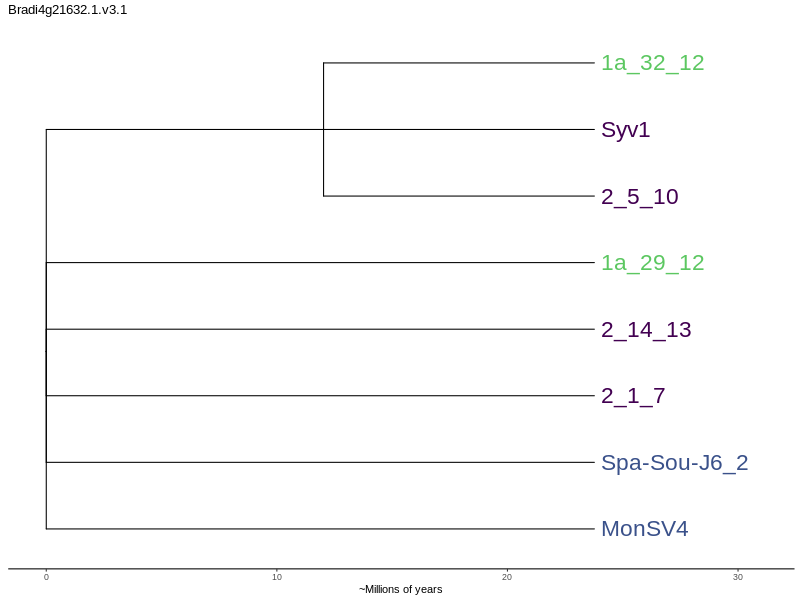 Bradi4g21632.1.v3.1
1a_32_12
Syv1
2_5_10
1a_29_12
2_14_13
2_1_7
Spa-Sou-J6_2
MonSV4
0 10 20 30
~Millions of years